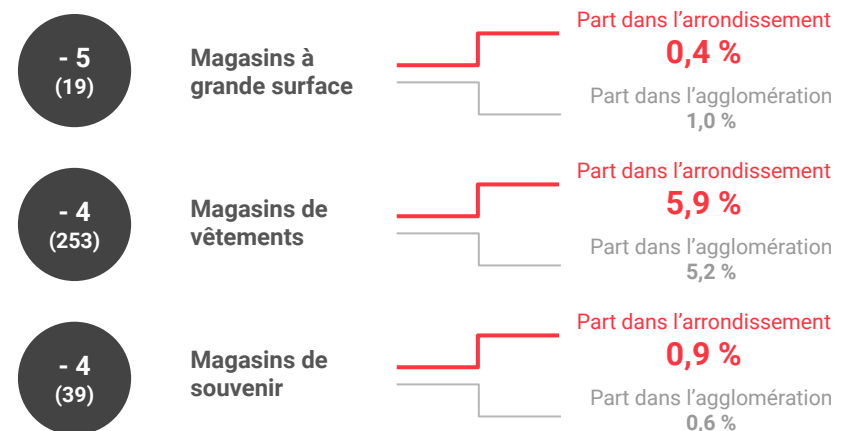 - 5
(19)
Magasins à
grande surface
Part dans l’arrondissement
0,4 %
Part dans l’agglomération
1,0 %
- 4
(253)
Magasins de
vêtements
Part dans l’arrondissement
5,9 %
Part dans l’agglomération
5,2 %
- 4
(39)
Magasins de
souvenir
Part dans l’arrondissement
0,9 %
Part dans l’agglomération
0,6 %